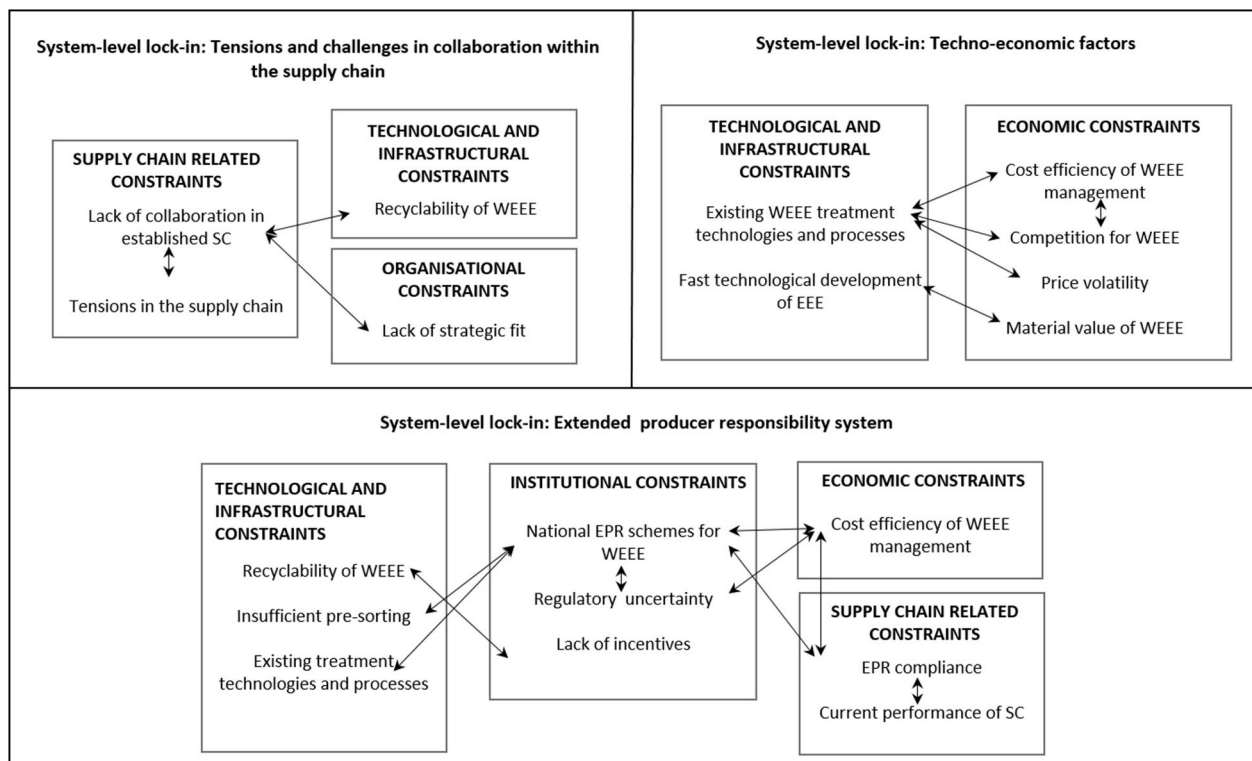 System-level lock-in: Tensions and challenges in collaboration within
the supply chain
SUPPLY CHAIN RELATED
CONSTRAINTS
Lack of collaboration in
established SC
Tensions in the supply chain
TECHNOLOGICAL AND
INFRASTRUCTURAL
CONSTRAINTS
Recyclability of WEEE
ORGANISATIONAL
CONSTRAINTS
Lack of strategic fit
System-level lock-in: Techno-economic factors
TECHNOLOGICAL AND
INFRASTRUCTURAL
CONSTRAINTS
Existing WEEE treatment
technologies and processes
Fast technological development
of EEE
ECONOMIC CONSTRAINTS
Cost efficiency of WEEE
management
Competition for WEEE
Price volatility
Material value of WEEE
System-level lock-in: Extended producer responsibility system
TECHNOLOGICAL AND
INFRASTRUCTURAL
CONSTRAINTS
Recyclability of WEEE
Insufficient pre-sorting
Existing treatment
technologies and processes
INSTITUTIONAL CONSTRAINTS
National EPR schemes for
WEEE
Regulatory uncertainty
Lack of incentives
ECONOMIC CONSTRAINTS
Cost efficiency of WEEE
management
SUPPLY CHAIN RELATED
CONSTRAINTS
EPR compliance
Current performance of SC